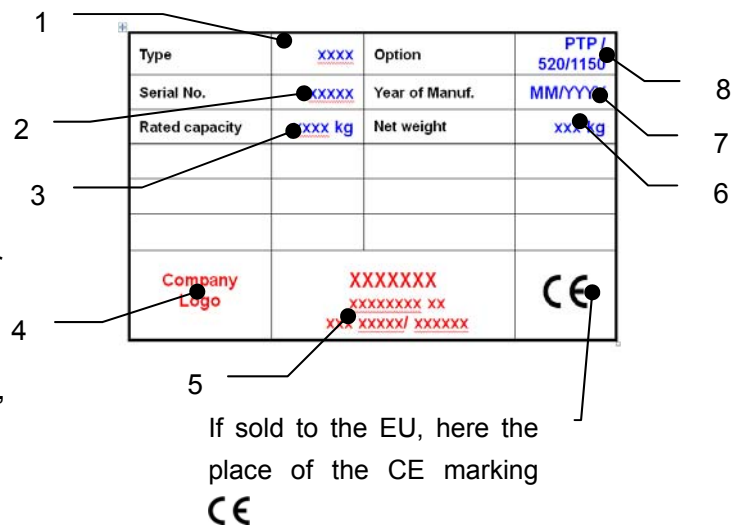 1
Type xxxx Option PTP /
520/1150
8
Serial No. xxxxx Year of Manuf. MM/YYYY
2
7
Rated capacity xxxx kg Net weight xxx kg
3
6
Company
Logo
XXXXXXX
xxxxxxxx xx
xxx xxxxx/ xxxxxx
CE
4
5
If sold to the EU, here the
place of the CE marking
CE